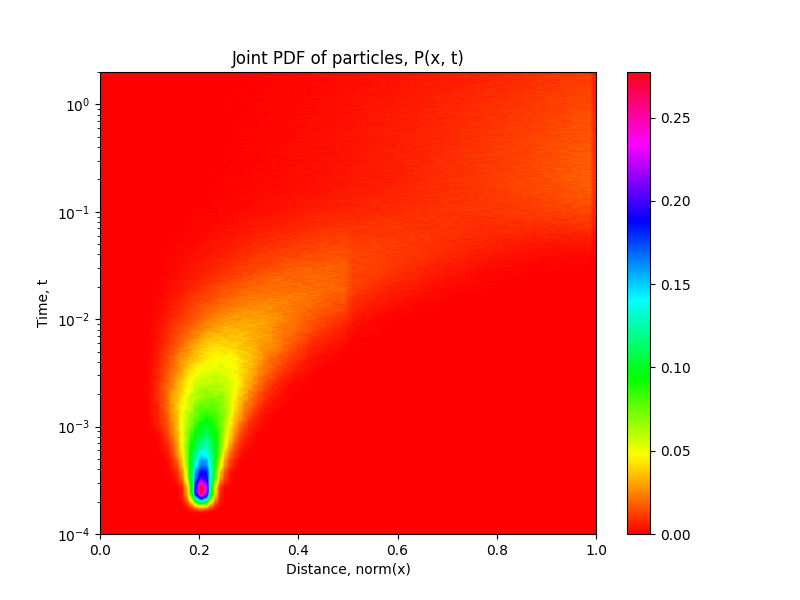 Joint PDF of particles, P(x, t)
Time, t
10⁰
10⁻¹
10⁻²
10⁻³
10⁻⁴
0.0 0.2 0.4 0.6 0.8 1.0
Distance, norm(x)
0.25
0.20
0.15
0.10
0.05
0.00